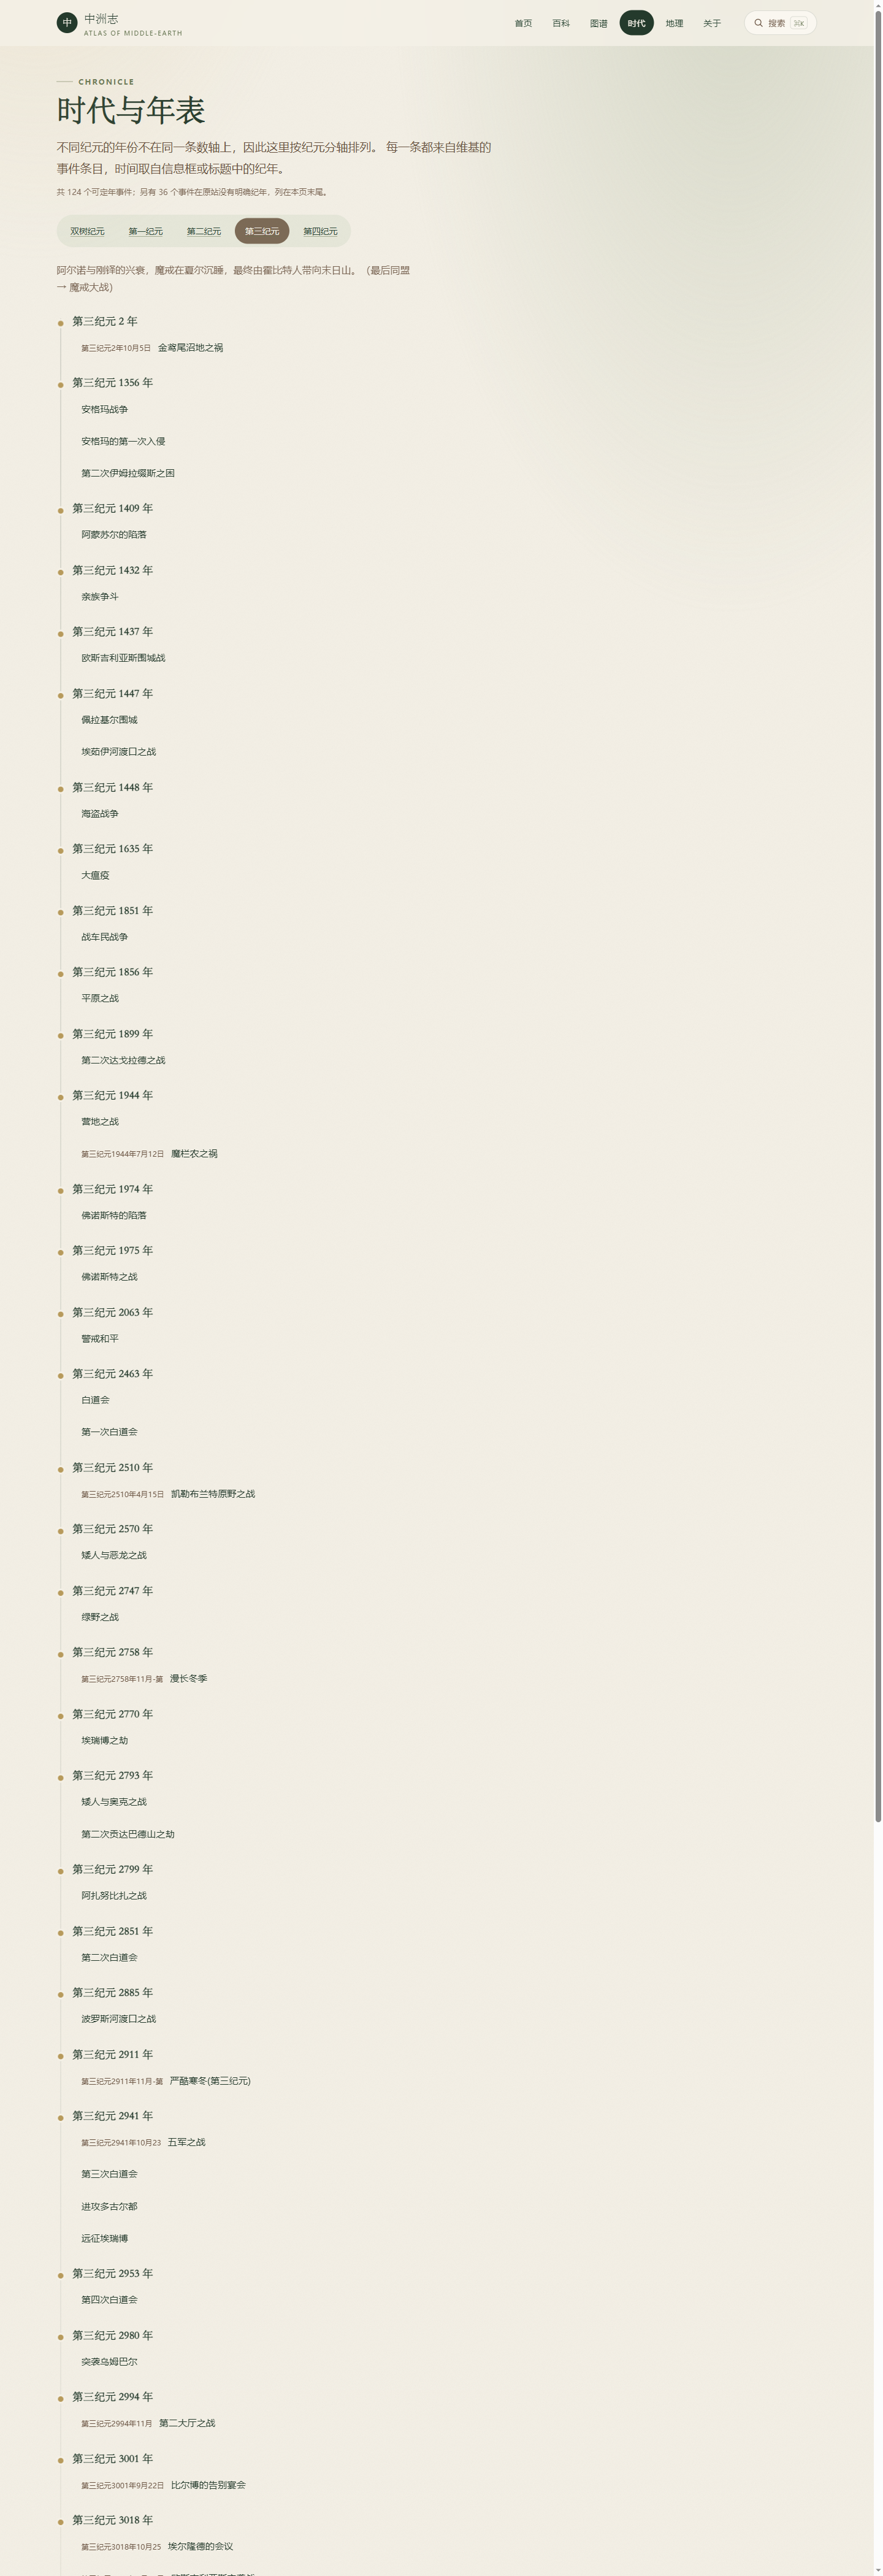 中 中洲志
ATLAS OF MIDDLE-EARTH
首页 百科 图谱 时代 地理 关于 搜索 ⌘K
CHRONICLE
时代与年表
不同纪元的年份不在同一条数轴上，因此这里按纪元分轴排列。 每一条都来自维基的
事件条目，时间取自信息框或标题中的纪年。
共 124 个可定年事件；另有 36 个事件在原站没有明确纪年，列在本页末尾。
双树纪元 第一纪元 第二纪元 第三纪元 第四纪元
阿尔诺与刚铎的兴衰，魔戒在夏尔沉睡，最终由霍比特人带向末日山。（最后同盟
→ 魔戒大战）
第三纪元 2 年
第三纪元2年10月5日 金鸢尾沼地之祸
第三纪元 1356 年
安格玛战争
安格玛的第一次入侵
第二次伊姆拉缀斯之困
第三纪元 1409 年
阿蒙苏尔的陷落
第三纪元 1432 年
亲族争斗
第三纪元 1437 年
欧斯吉利亚斯围城战
第三纪元 1447 年
佩拉基尔围城
埃茹伊河渡口之战
第三纪元 1448 年
海盗战争
第三纪元 1635 年
大瘟疫
第三纪元 1851 年
战车民战争
第三纪元 1856 年
平原之战
第三纪元 1899 年
第二次达戈拉德之战
第三纪元 1944 年
营地之战
第三纪元1944年7月12日 魔栏农之祸
第三纪元 1974 年
佛诺斯特的陷落
第三纪元 1975 年
佛诺斯特之战
第三纪元 2063 年
警戒和平
第三纪元 2463 年
白道会
第一次白道会
第三纪元 2510 年
第三纪元2510年4月15日 凯勒布兰特原野之战
第三纪元 2570 年
矮人与恶龙之战
第三纪元 2747 年
绿野之战
第三纪元 2758 年
第三纪元2758年11月-第 漫长冬季
第三纪元 2770 年
埃瑞博之劫
第三纪元 2793 年
矮人与奥克之战
第二次贡达巴德山之劫
第三纪元 2799 年
阿扎努比扎之战
第三纪元 2851 年
第二次白道会
第三纪元 2885 年
波罗斯河渡口之战
第三纪元 2911 年
第三纪元2911年11月-第 严酷寒冬(第三纪元)
第三纪元 2941 年
第三纪元2941年10月23 五军之战
第三次白道会
进攻多古尔都
远征埃瑞博
第三纪元 2953 年
第四次白道会
第三纪元 2980 年
突袭乌姆巴尔
第三纪元 2994 年
第三纪元2994年11月 第二大厅之战
第三纪元 3001 年
第三纪元3001年9月22日 比尔博的告别宴会
第三纪元 3018 年
第三纪元3018年10月25 埃尔隆德的会议